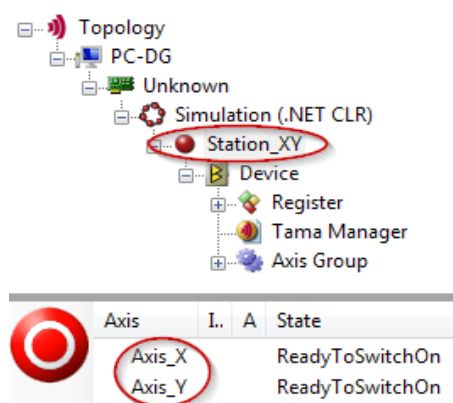 Topology
PC-DG
Unknown
Simulation (.NET CLR)
Station_XY
Device
Register
Tama Manager
Axis Group
Axis I.. A State
Axis_X ReadyToSwitchOn
Axis_Y ReadyToSwitchOn